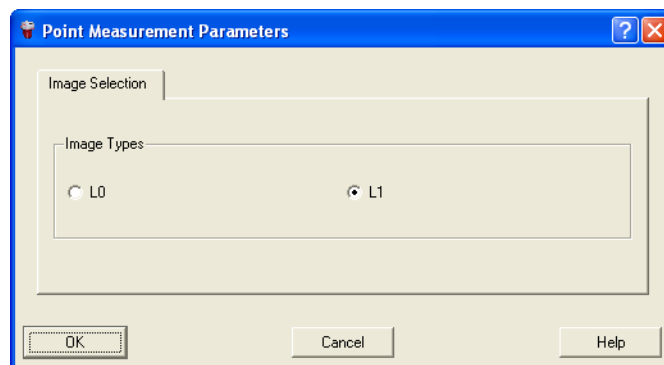 Point Measurement Parameters
Image Selection
Image Types
L0 L1
OK Cancel Help